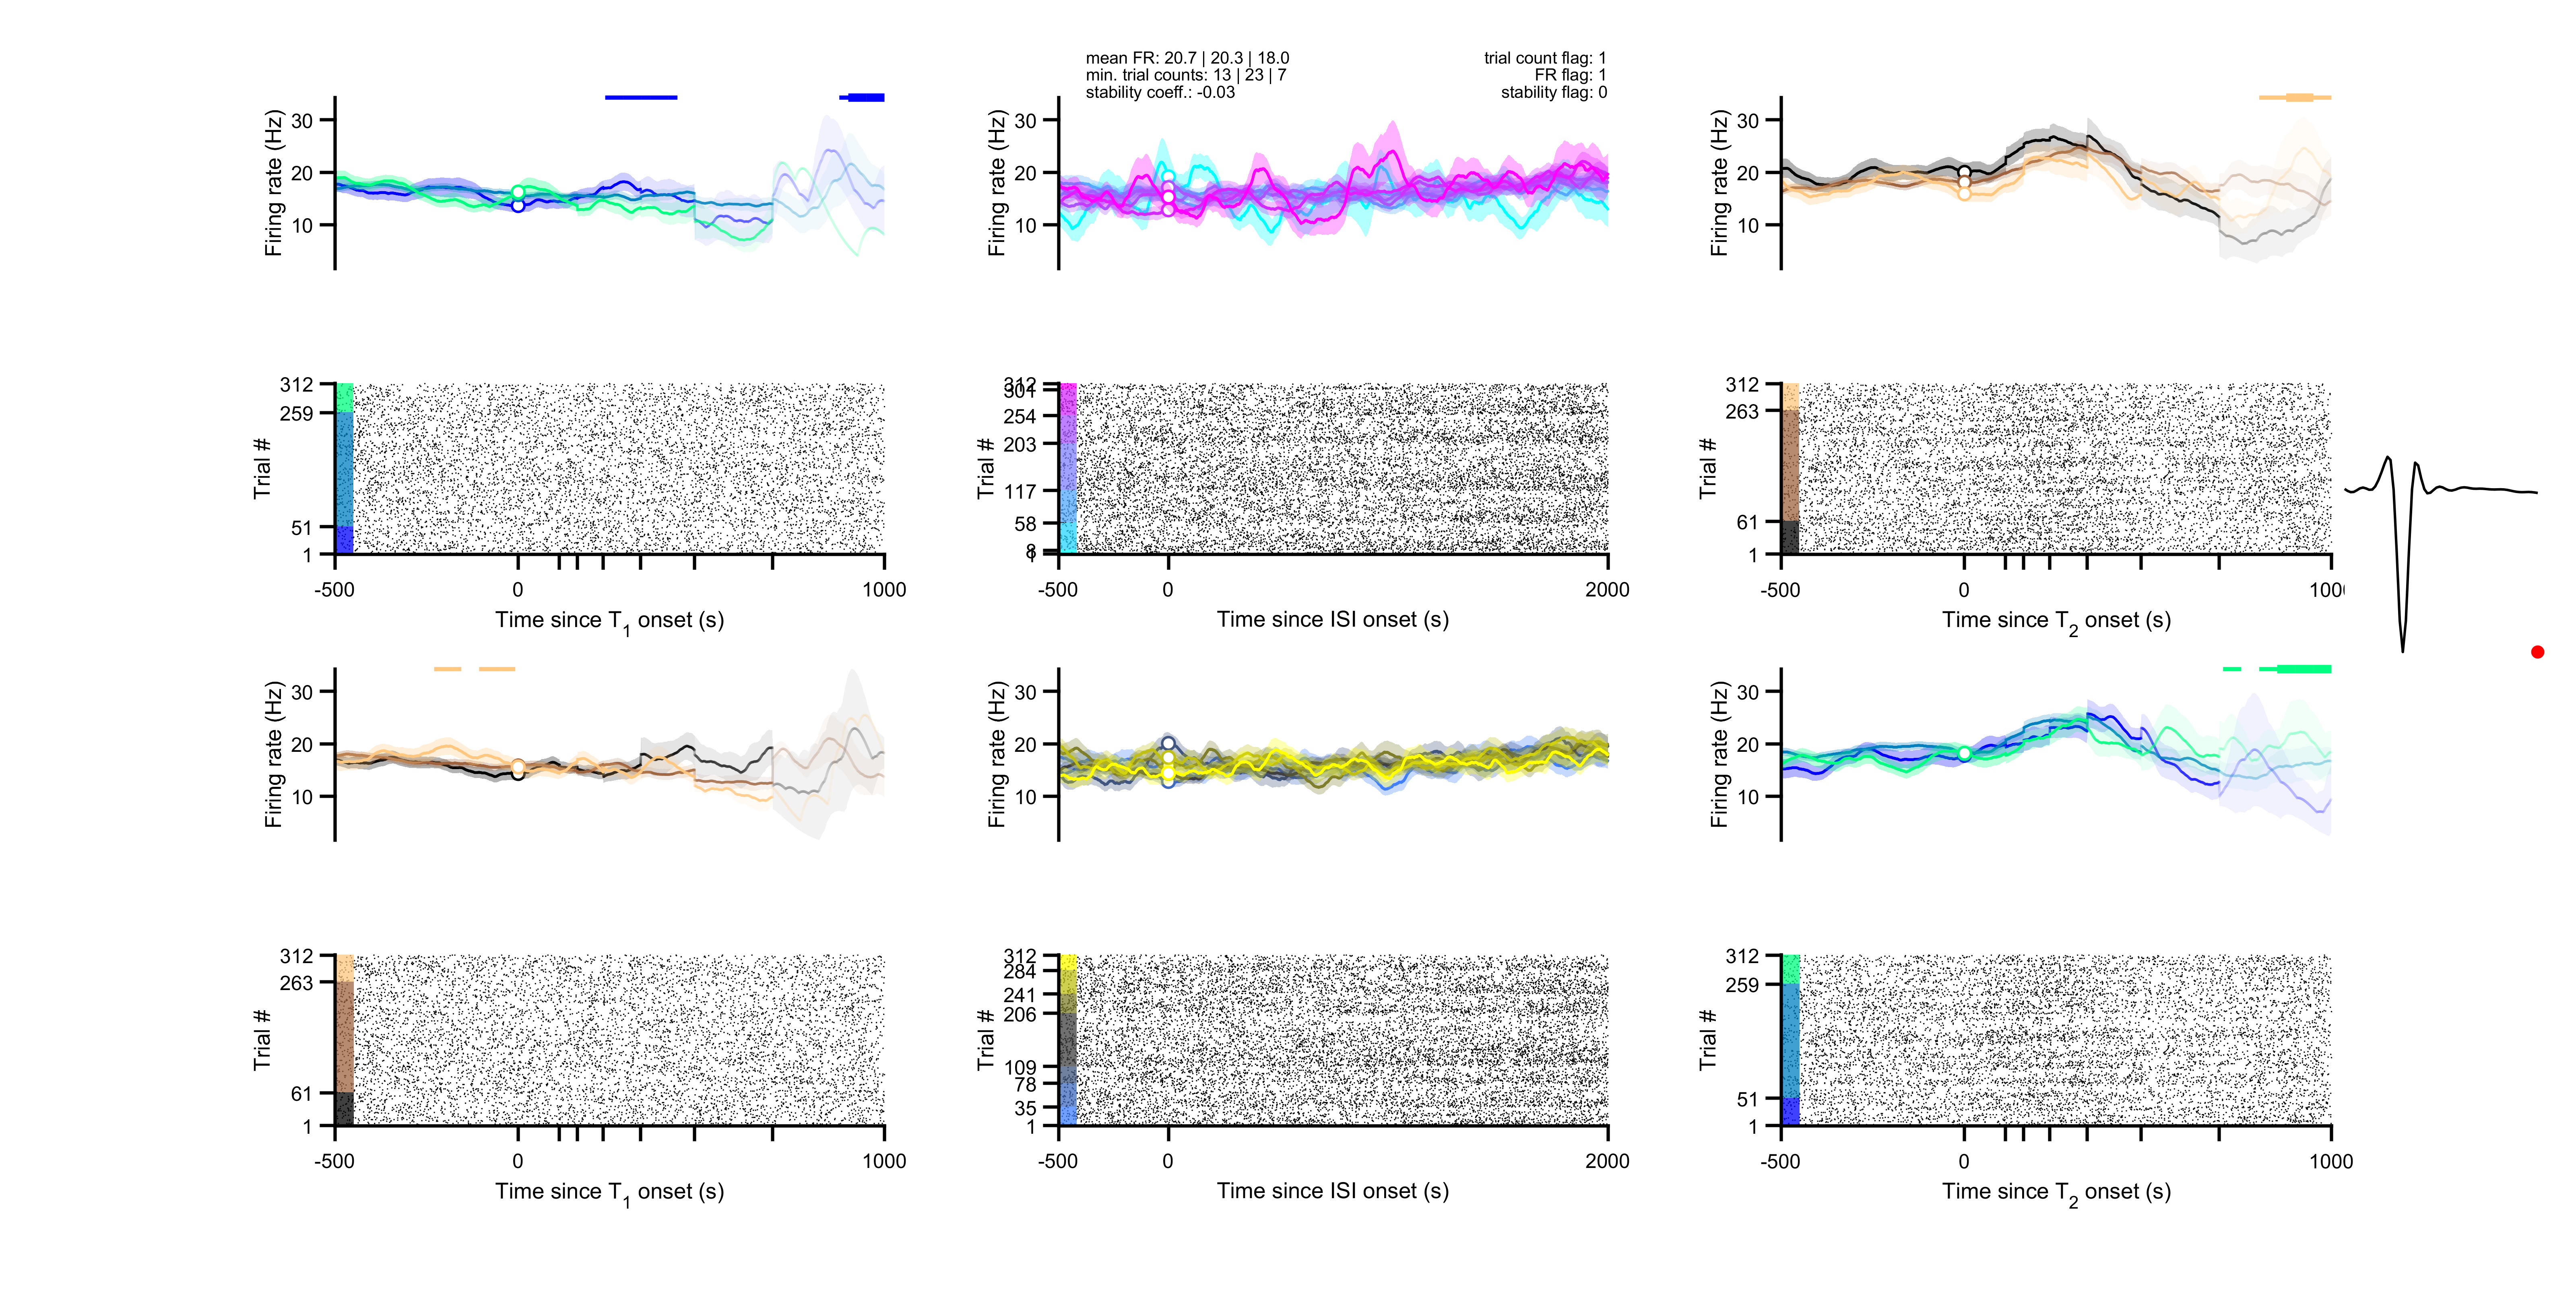 mean FR: 20.7 | 20.3 | 18.0
min. trial counts: 13 | 23 | 7
stability coeff.: -0.03
trial count flag: 1
FR flag: 1
stability flag: 0
Firing rate (Hz)
30
20
10
Firing rate (Hz)
30
20
10
Firing rate (Hz)
30
20
10
Trial #
312
259
51
1
-500
0
1000
Time since T1 onset (s)
Trial #
312
304
254
203
117
58
8
1
-500
0
2000
Time since ISI onset (s)
Trial #
312
263
61
1
-500
0
1000
Time since T2 onset (s)
Firing rate (Hz)
30
20
10
Firing rate (Hz)
30
20
10
Firing rate (Hz)
30
20
10
Trial #
312
263
61
1
-500
0
1000
Time since T1 onset (s)
Trial #
312
284
241
206
109
78
35
1
-500
0
2000
Time since ISI onset (s)
Trial #
312
259
51
1
-500
0
1000
Time since T2 onset (s)